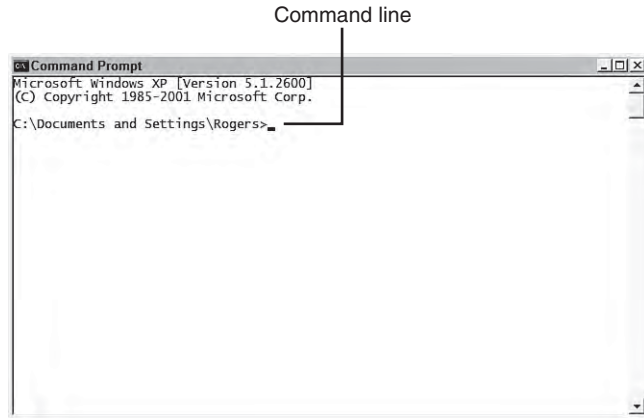 Command line
Command Prompt
Microsoft Windows XP [Version 5.1.2600]
(C) Copyright 1985-2001 Microsoft Corp.
C:\Documents and Settings\Rogers>_